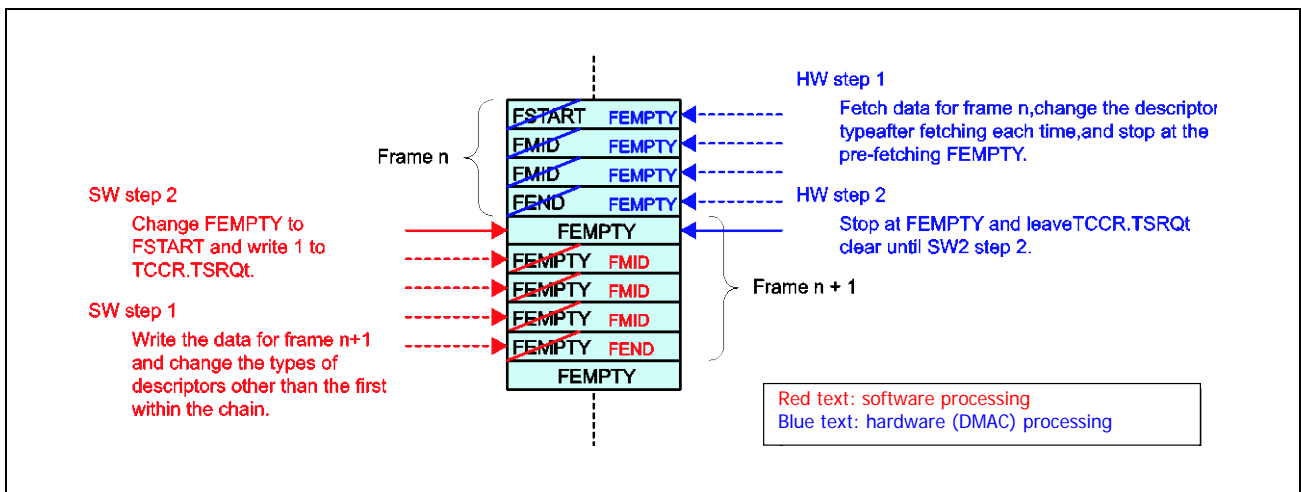 HW step 1
Fetch data for frame n,change the descriptor
typeafter fetching each time,and stop at the
pre-fetching FEMPTY.
HW step 2
Stop at FEMPTY and leaveTCCR.TSRQt
clear until SW2 step 2.
Frame n
FSTART FEMPTY
FMID FEMPTY
FMID FEMPTY
FEND FEMPTY
FEMPTY
FEMPTY FMID
FEMPTY FMID
FEMPTY FMID
FEMPTY FEND
FEMPTY
Frame n + 1
SW step 2
Change FEMPTY to
FSTART and write 1 to
TCCR.TSRQt.
SW step 1
Write the data for frame n+1
and change the types of
descriptors other than the first
within the chain.
Red text: software processing
Blue text: hardware (DMAC) processing